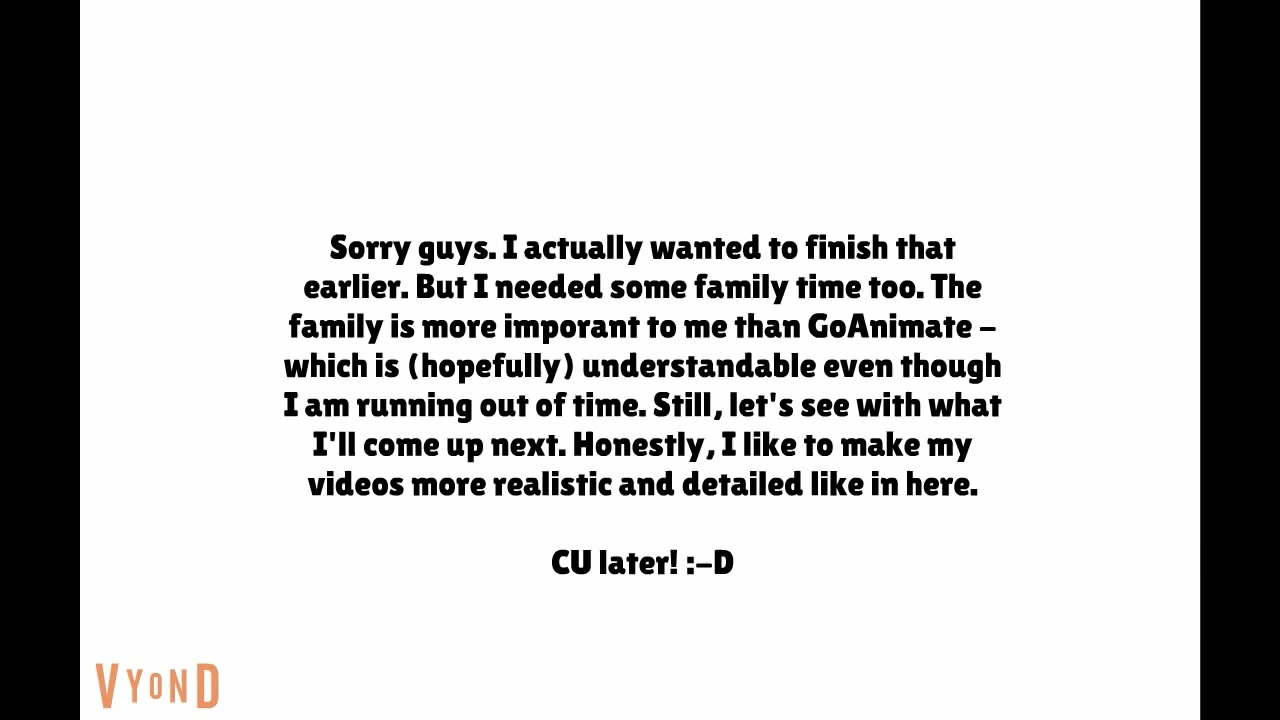 Sorry guys. I actually wanted to finish that
earlier. But I needed some family time too. The
family is more imporant to me than GoAnimate -
which is (hopefully) understandable even though
I am running out of time. Still, let's see with what
I'll come up next. Honestly, I like to make my
videos more realistic and detailed like in here.
CU later! :-D
VYOND